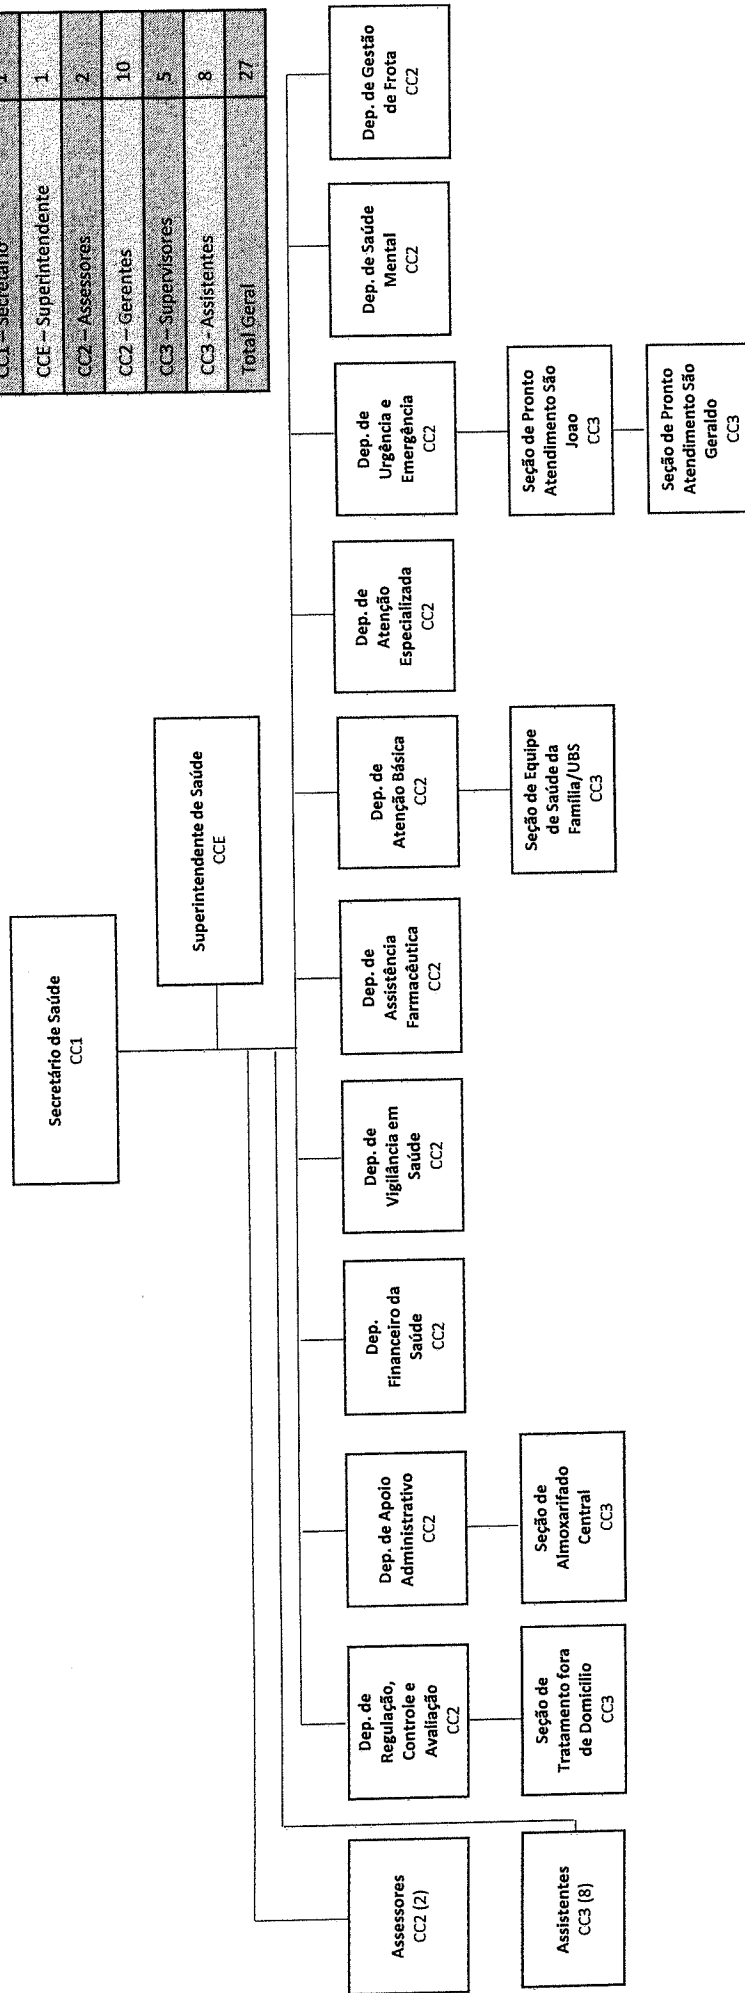 CC1 – Secretário 1
CCE – Superintendente 1
CC2 – Assessores 2
CC2 – Gerentes 10
CC3 – Supervisores 5
CC3 - Assistentes 8
Total Geral 27
Secretário de Saúde
CC1
Superintendente de Saúde
CCE
Assessores
CC2 (2)
Assistentes
CC3 (8)
Dep. de
Regulação,
Controle e
Avaliação
CC2
Seção de
Tratamento fora
de Domicílio
CC3
Dep. de Apoio
Administrativo
CC2
Seção de
Almoxarifado
Central
CC3
Dep.
Financeiro da
Saúde
CC2
Dep. de
Vigilância em
Saúde
CC2
Dep. de
Assistência
Farmacêutica
CC2
Dep. de
Atenção Básica
CC2
Seção de Equipe
de Saúde da
Família/UBS
CC3
Dep. de
Atenção
Especializada
CC2
Dep. de
Urgência e
Emergência
CC2
Seção de Pronto
Atendimento São
Joao
CC3
Seção de Pronto
Atendimento São
Geraldo
CC3
Dep. de Saúde
Mental
CC2
Dep. de Gestão
de Frota
CC2